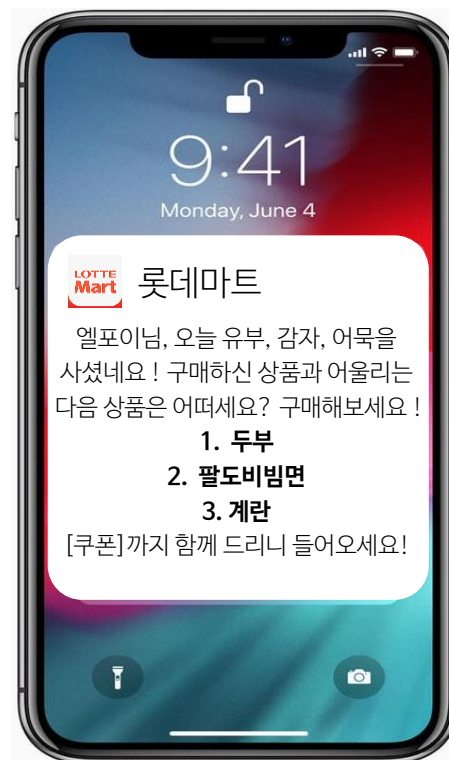 9:41
Monday, June 4
LOTTE
Mart
롯데마트
엘포이님, 오늘 유부, 감자, 어묵을
사셨네요 ! 구매하신 상품과 어울리는
다음 상품은 어떠세요? 구매해보세요 !
1. 두부
2. 팔도비빔면
3. 계란
[쿠폰]까지 함께 드리니 들어오세요!